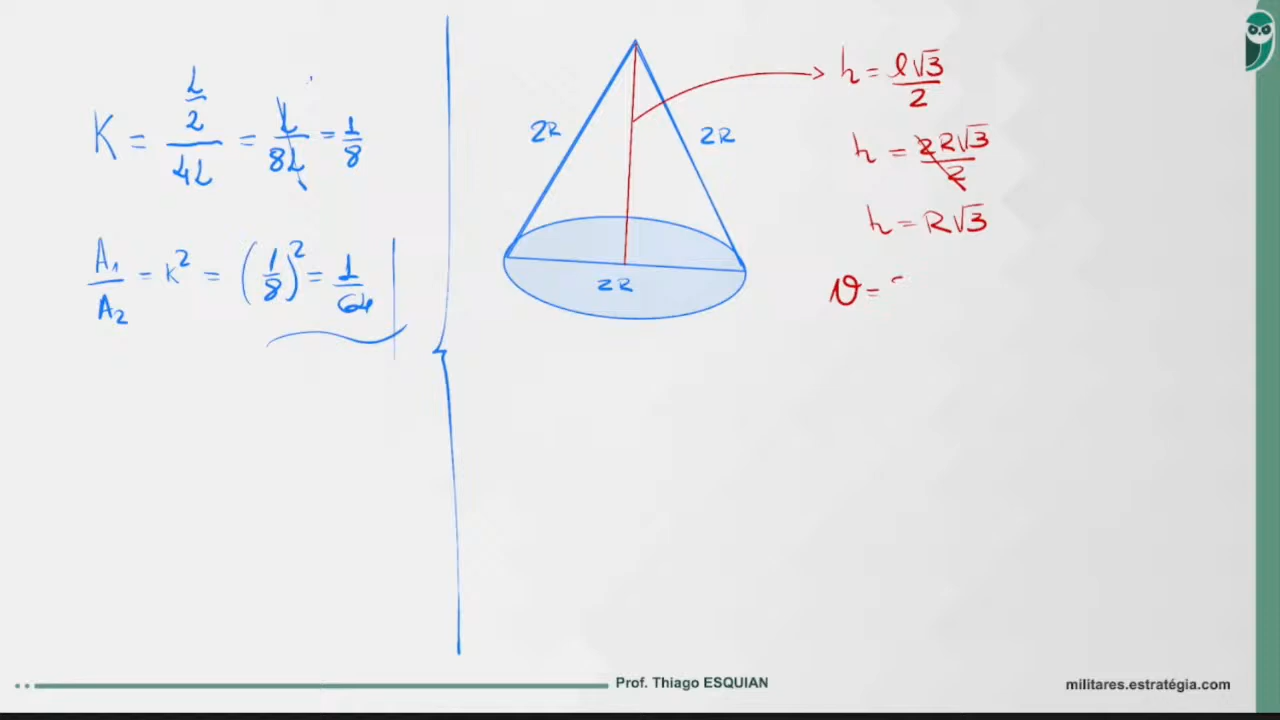 K = L/2 / 4L = L/8L = 1/8
A₁/A₂ = K² = (1/8)² = 1/64
2R
2R
2R
h = l√3/2
h = 2R√3/2
h = R√3
V =
Prof. Thiago ESQUIAN
militares.estratégia.com